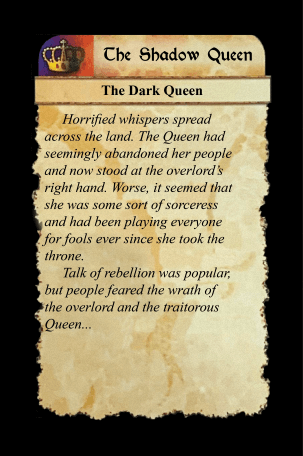 The Shadow Queen
The Dark Queen
Horrified whispers spread
across the land. The Queen had
seemingly abandoned her people
and now stood at the overlord's
right hand. Worse, it seemed that
she was some sort of sorceress
and had been playing everyone
for fools ever since she took the
throne.
Talk of rebellion was popular,
but people feared the wrath of
the overlord and the traitorous
Queen...